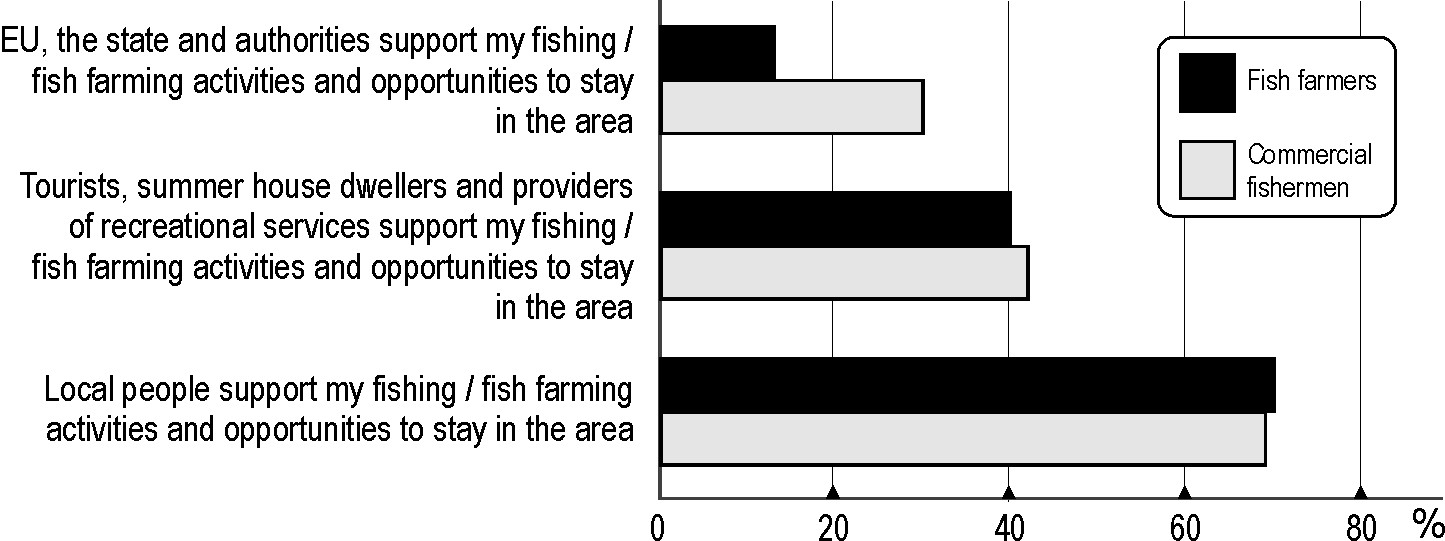 EU, the state and authorities support my fishing /
fish farming activities and opportunities to stay
in the area
Tourists, summer house dwellers and providers
of recreational services support my fishing /
fish farming activities and opportunities to stay
in the area
Local people support my fishing / fish farming
activities and opportunities to stay in the area
Fish farmers
Commercial
fishermen
0 20 40 60 80 %